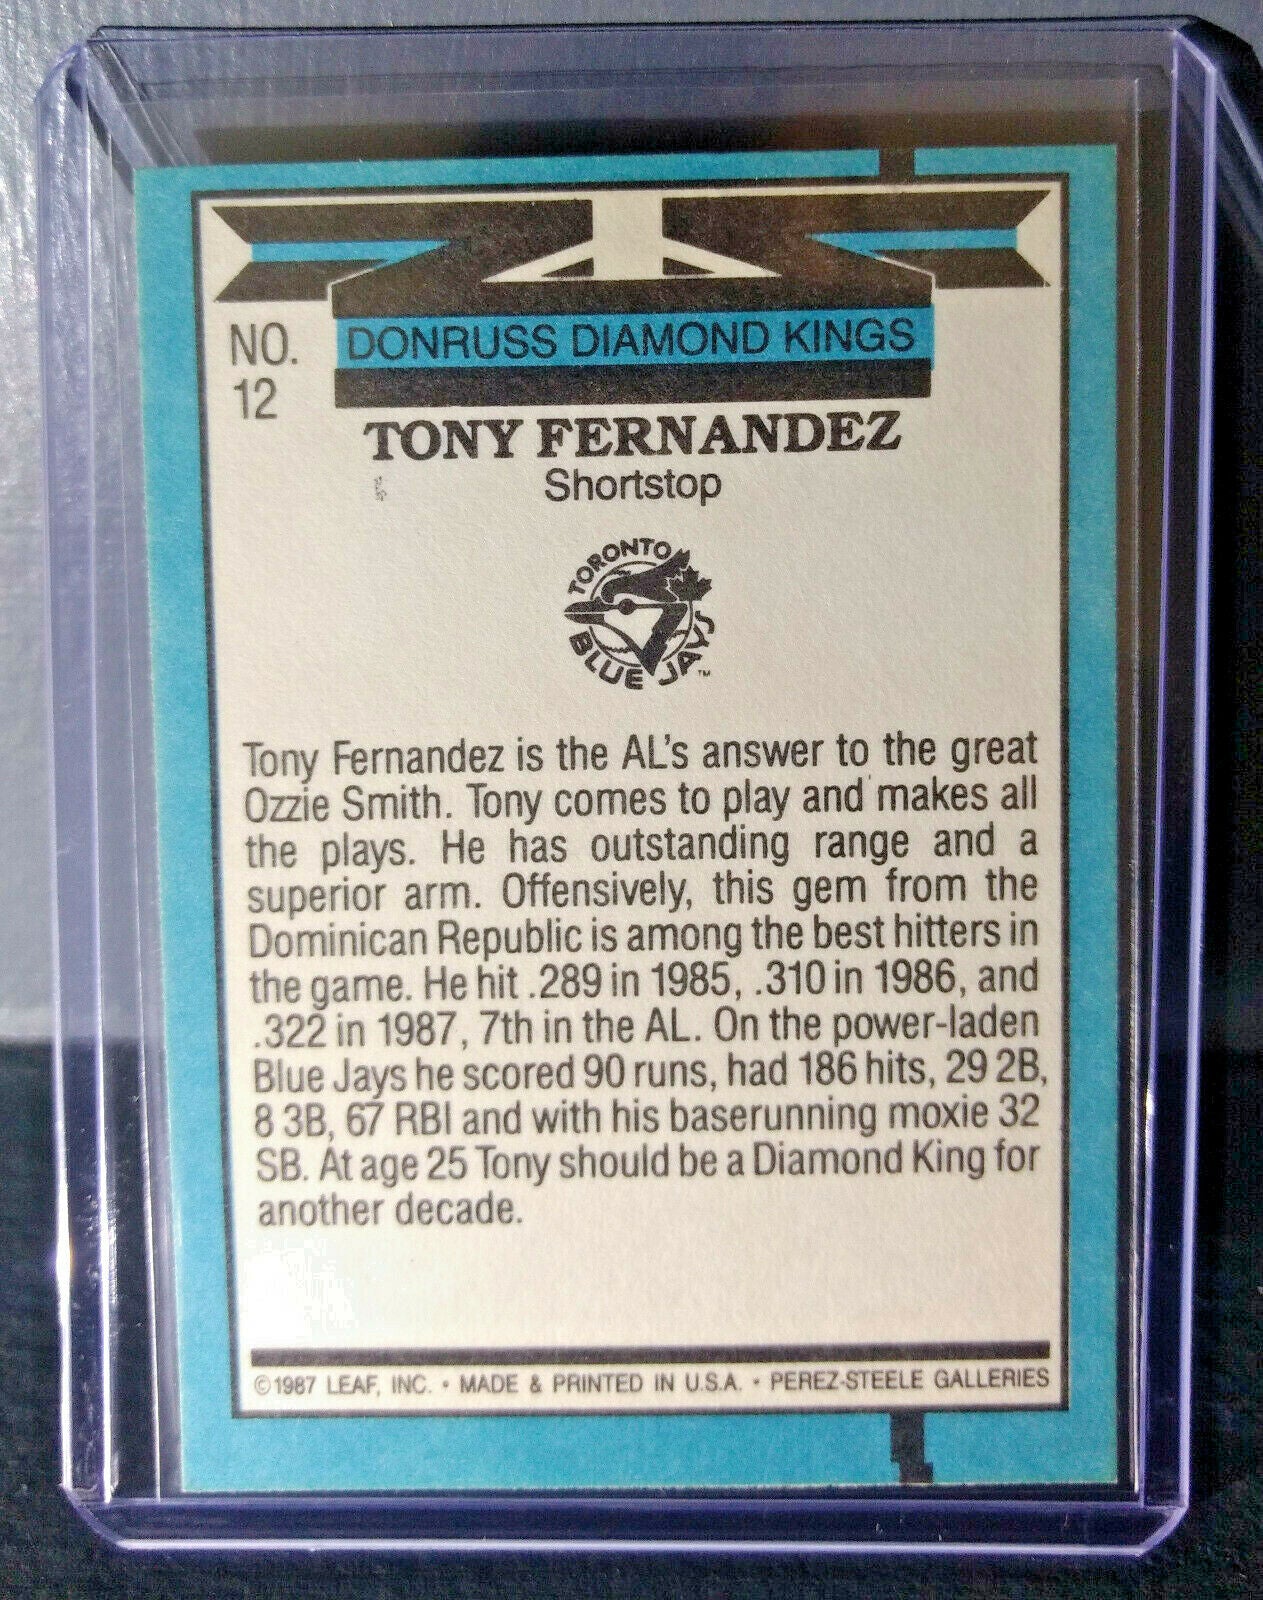 NO.
12
DONRUSS DIAMOND KINGS
TONY FERNANDEZ
Shortstop
TORONTO
BLUE JAYS
™
Tony Fernandez is the AL's answer to the great
Ozzie Smith. Tony comes to play and makes all
the plays. He has outstanding range and a
superior arm. Offensively, this gem from the
Dominican Republic is among the best hitters in
the game. He hit .289 in 1985, .310 in 1986, and
.322 in 1987, 7th in the AL. On the power-laden
Blue Jays he scored 90 runs, had 186 hits, 29 2B,
8 3B, 67 RBI and with his baserunning moxie 32
SB. At age 25 Tony should be a Diamond King for
another decade.
©1987 LEAF, INC. • MADE & PRINTED IN U.S.A. • PEREZ-STEELE GALLERIES